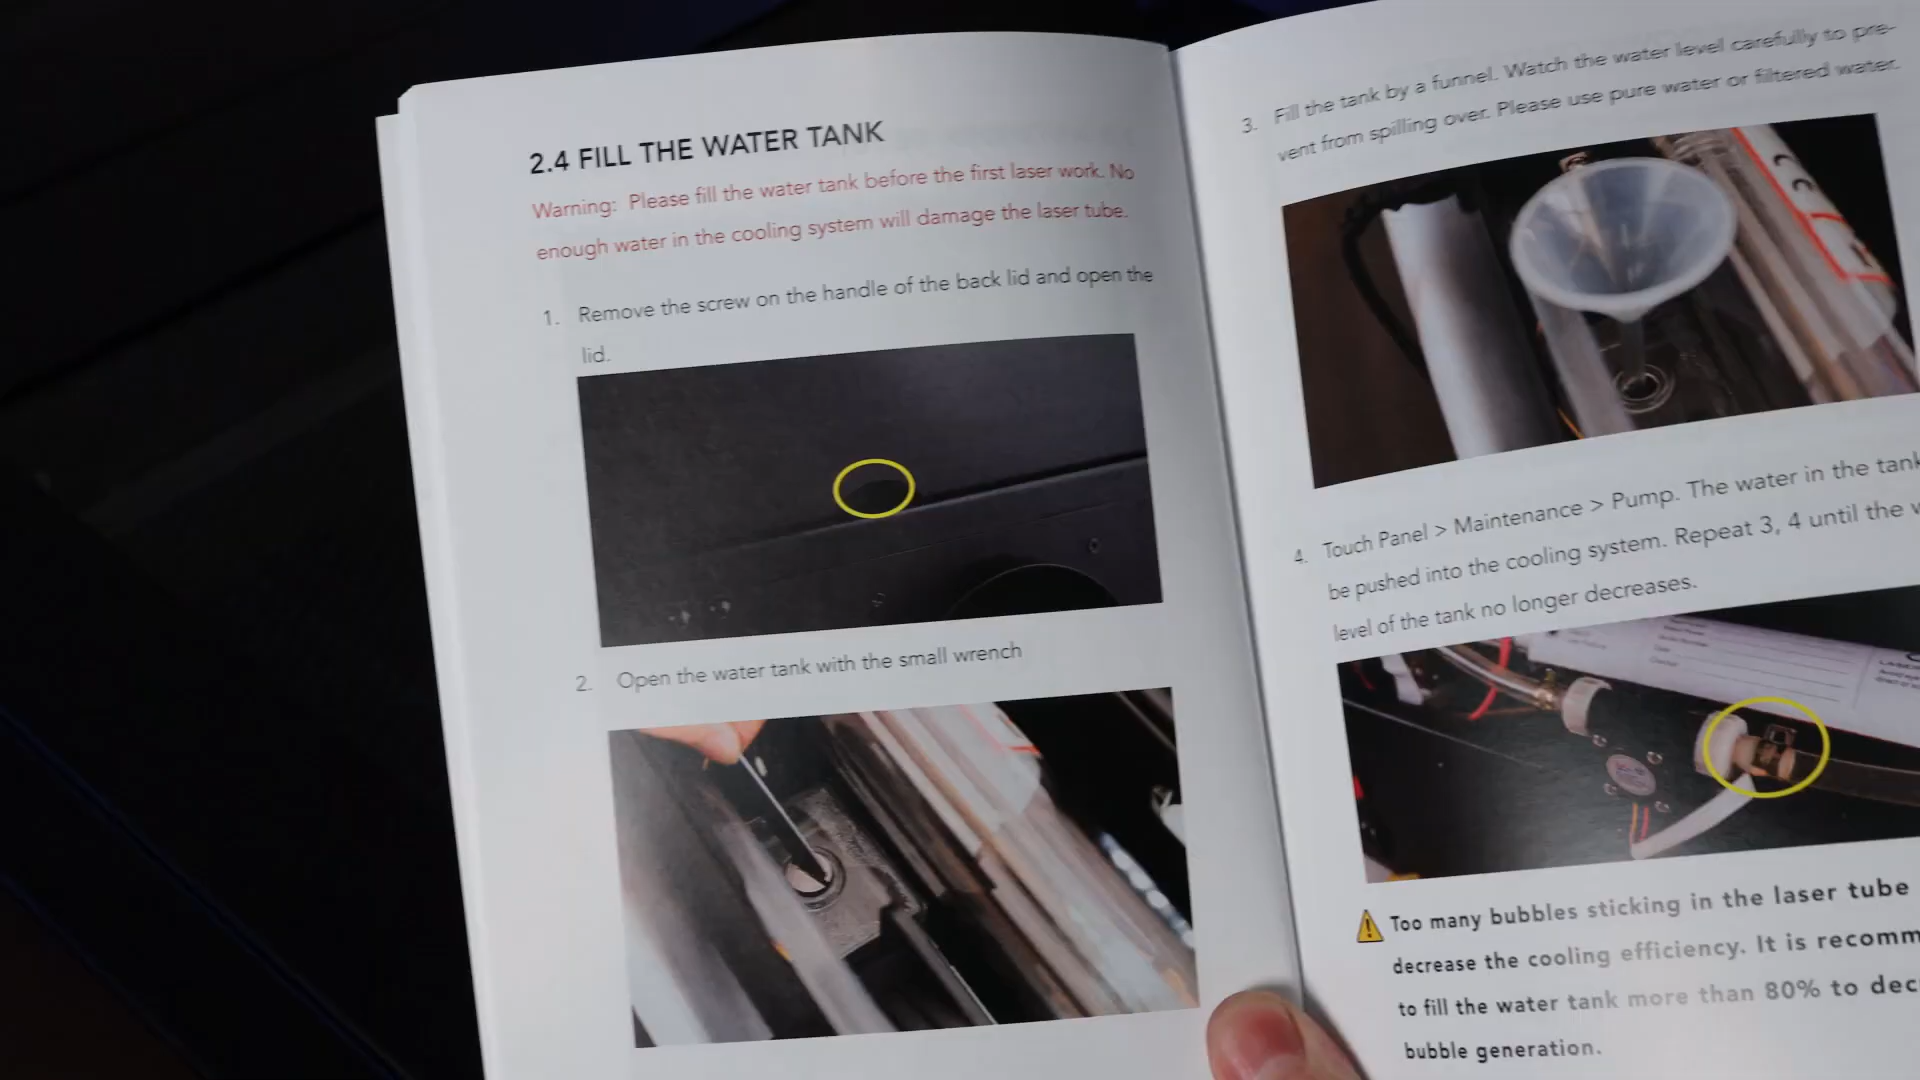 2.4 FILL THE WATER TANK
Warning: Please fill the water tank before the first laser work. No
enough water in the cooling system will damage the laser tube.
1. Remove the screw on the handle of the back lid and open the
lid.
2. Open the water tank with the small wrench
3. Fill the tank by a funnel. Watch the water level carefully to pre-
vent from spilling over. Please use pure water or filtered water.
4. Touch Panel > Maintenance > Pump. The water in the tank
be pushed into the cooling system. Repeat 3, 4 until the w
level of the tank no longer decreases.
Too many bubbles sticking in the laser tube
decrease the cooling efficiency. It is recomm
to fill the water tank more than 80% to dec
bubble generation.